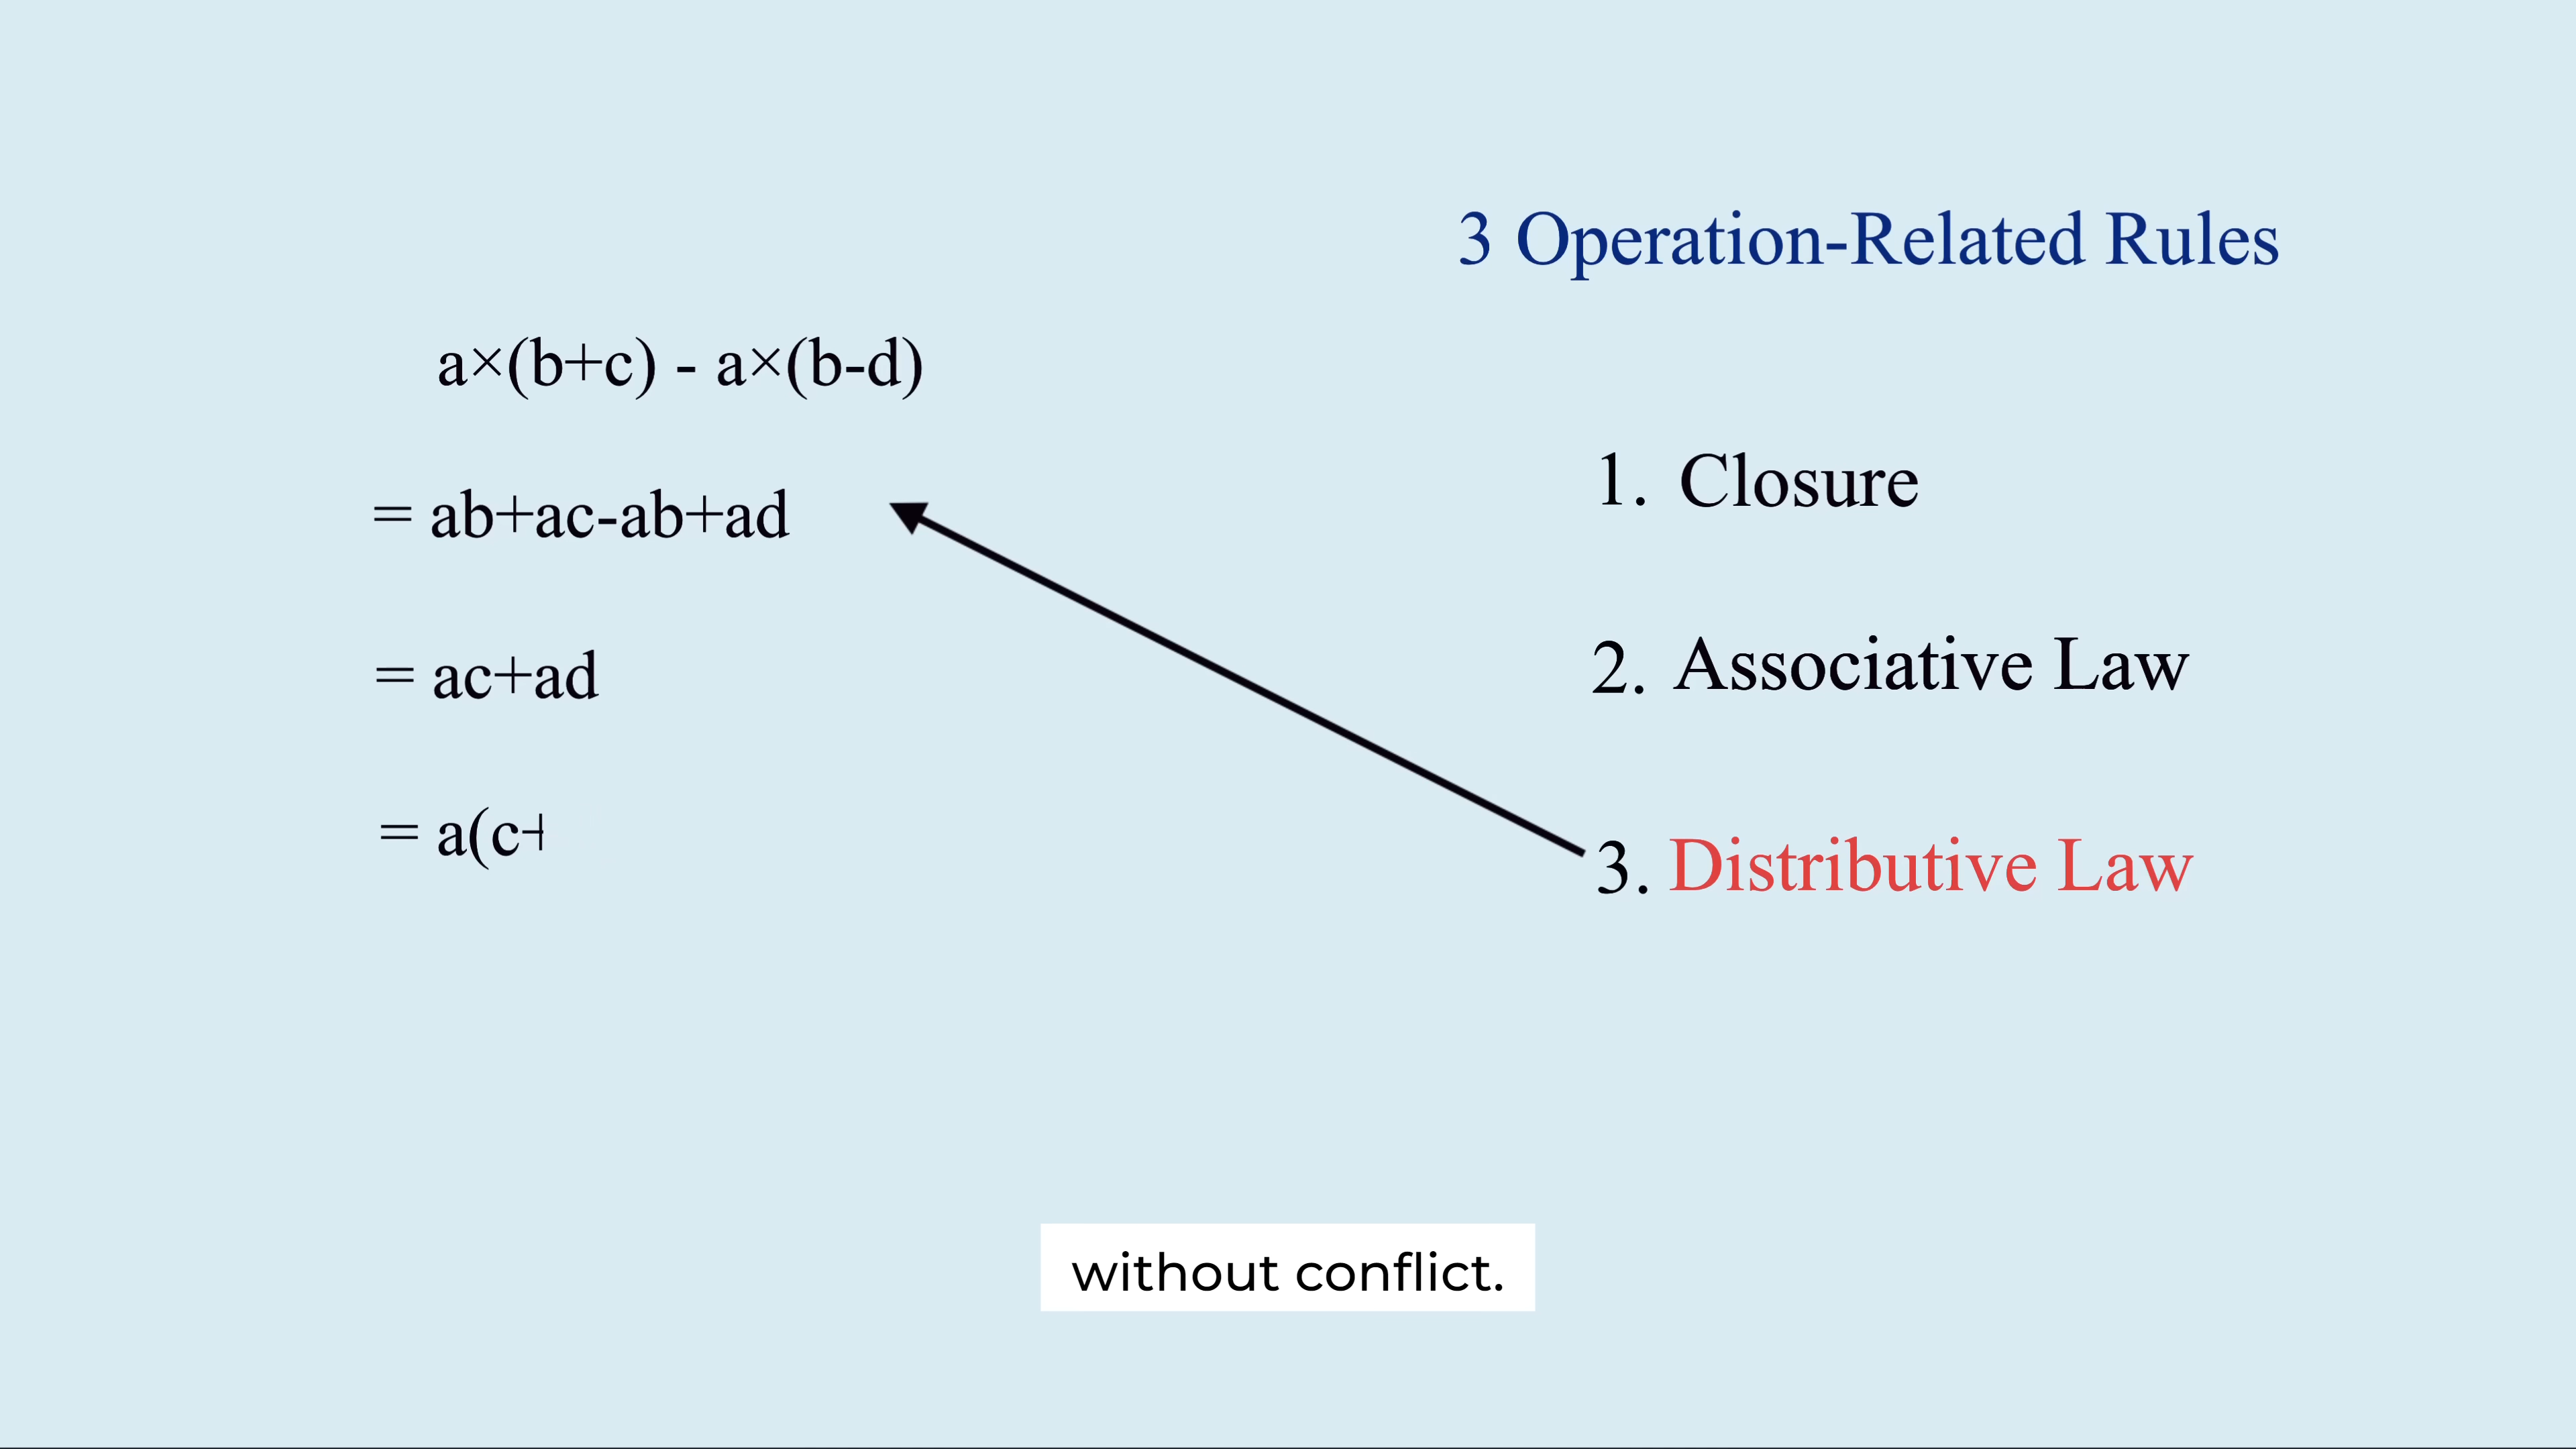 3 Operation-Related Rules
a×(b+c) - a×(b-d)
= ab+ac-ab+ad
= ac+ad
= a(c+
1. Closure
2. Associative Law
3. Distributive Law
without conflict.